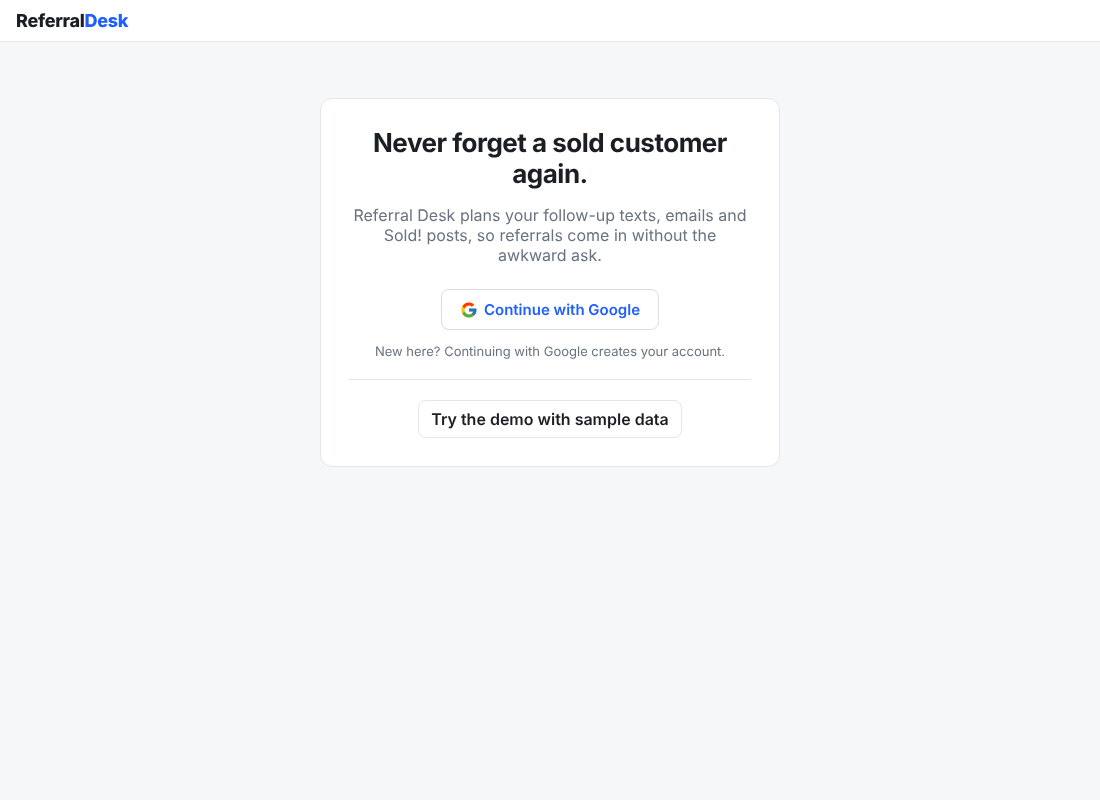 ReferralDesk
Never forget a sold customer
again.
Referral Desk plans your follow-up texts, emails and
Sold! posts, so referrals come in without the
awkward ask.
Continue with Google
New here? Continuing with Google creates your account.
Try the demo with sample data